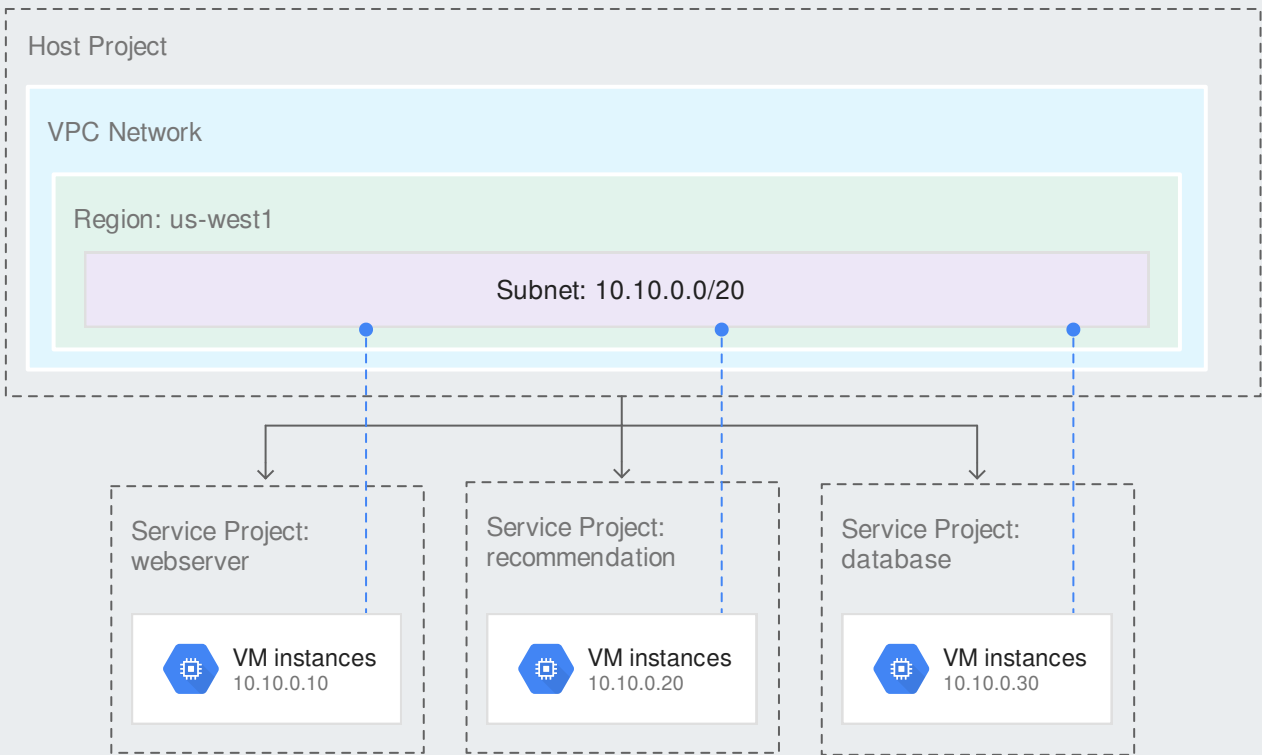 Host Project
VPC Network
Region: us-west1
Subnet: 10.10.0.0/20
Service Project:
webserver
VM instances
10.10.0.10
Service Project:
recommendation
VM instances
10.10.0.20
Service Project:
database
VM instances
10.10.0.30